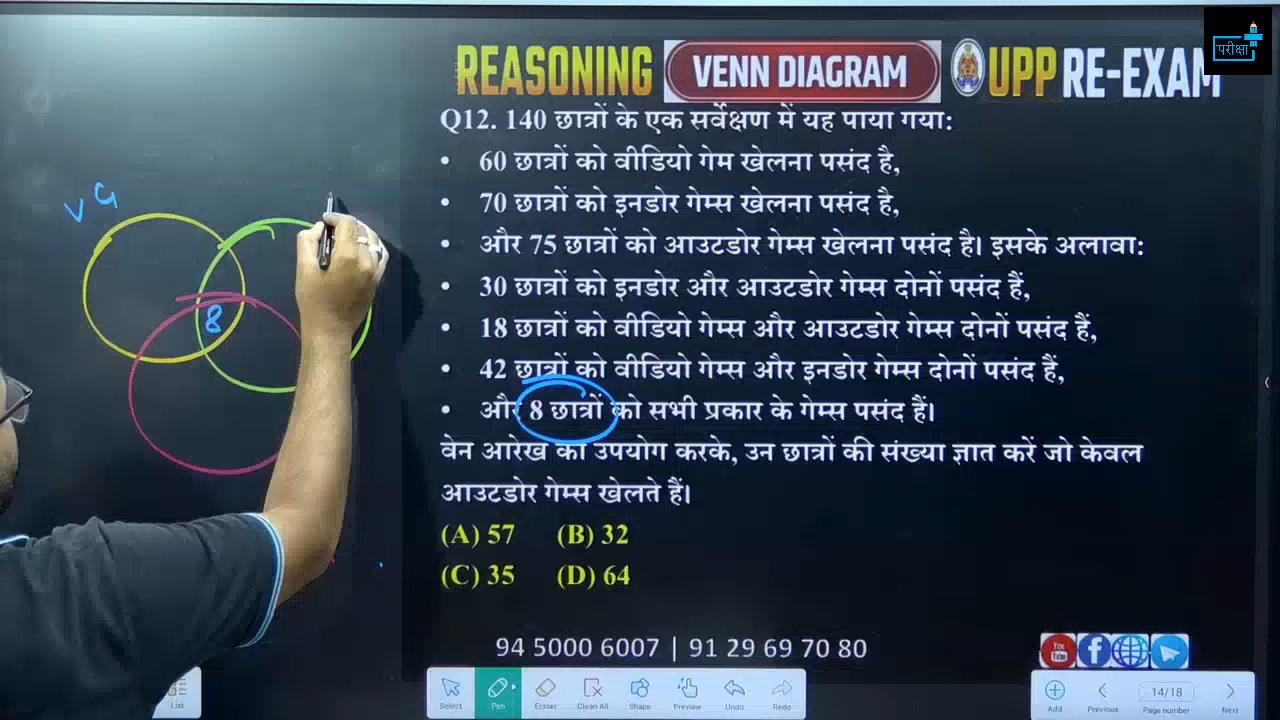 परीक्षा
REASONING VENN DIAGRAM UPP RE-EXAM
Q12. 140 छात्रों के एक सर्वेक्षण में यह पाया गया:
• 60 छात्रों को वीडियो गेम खेलना पसंद है,
• 70 छात्रों को इनडोर गेम्स खेलना पसंद है,
• और 75 छात्रों को आउटडोर गेम्स खेलना पसंद है। इसके अलावा:
• 30 छात्रों को इनडोर और आउटडोर गेम्स दोनों पसंद हैं,
• 18 छात्रों को वीडियो गेम्स और आउटडोर गेम्स दोनों पसंद हैं,
• 42 छात्रों को वीडियो गेम्स और इनडोर गेम्स दोनों पसंद हैं,
• और 8 छात्रों को सभी प्रकार के गेम्स पसंद हैं।
वेन आरेख का उपयोग करके, उन छात्रों की संख्या ज्ञात करें जो केवल
आउटडोर गेम्स खेलते हैं।
(A) 57 (B) 32
(C) 35 (D) 64
VG
8
94 5000 6007 | 91 29 69 70 80
You Tube
List
Select Pen Eraser Clean All Shape Preview Undo Redo
14/18
Add Previous Page number Next